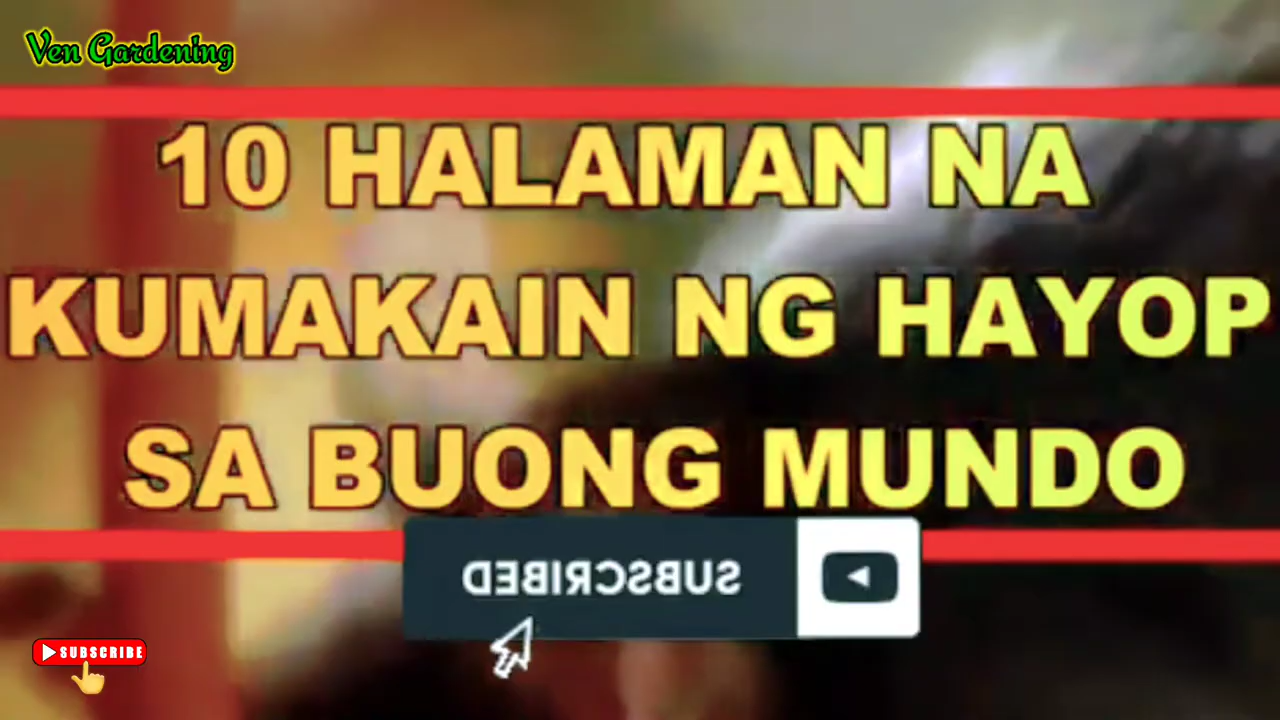 Ven Gardening
10 HALAMAN NA
KUMAKAIN NG HAYOP
SA BUONG MUNDO
SUBSCRIBED
SUBSCRIBE